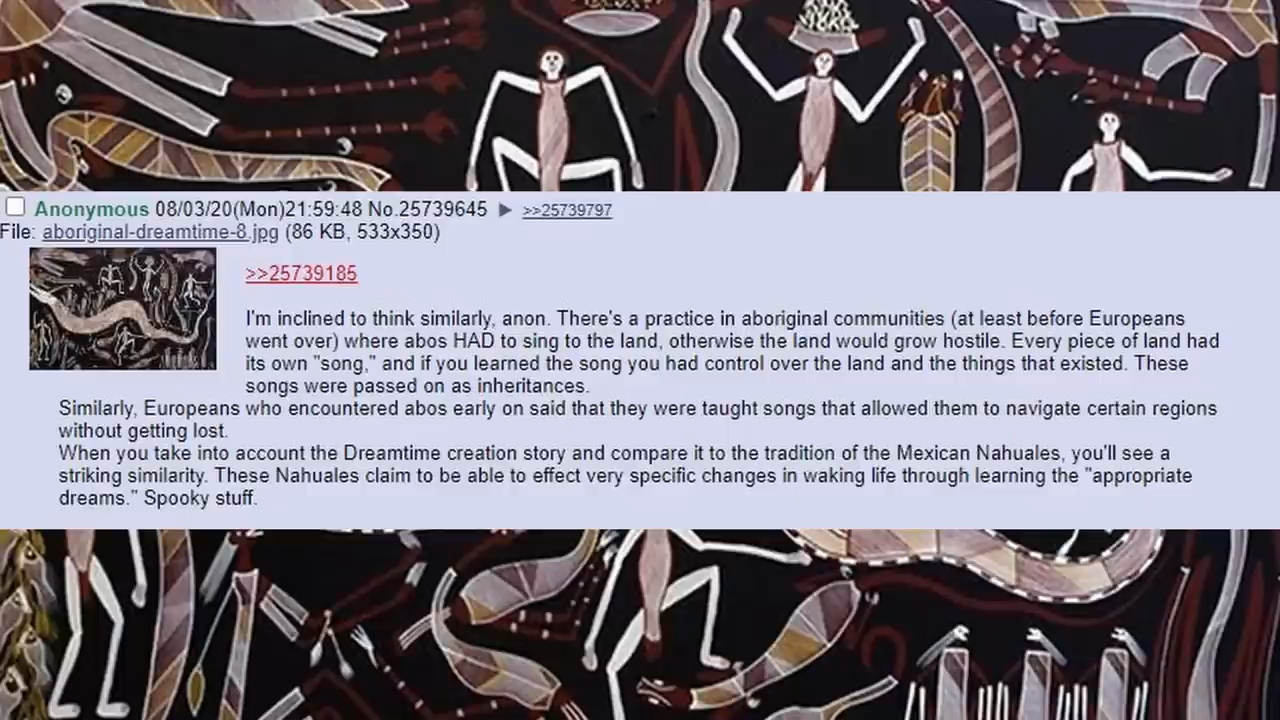 Anonymous 08/03/20(Mon)21:59:48 No.25739645 ▶ >>25739797
File: aboriginal-dreamtime-8.jpg (86 KB, 533x350)
>>25739185
I'm inclined to think similarly, anon. There's a practice in aboriginal communities (at least before Europeans
went over) where abos HAD to sing to the land, otherwise the land would grow hostile. Every piece of land had
its own "song," and if you learned the song you had control over the land and the things that existed. These
songs were passed on as inheritances.
Similarly, Europeans who encountered abos early on said that they were taught songs that allowed them to navigate certain regions
without getting lost.
When you take into account the Dreamtime creation story and compare it to the tradition of the Mexican Nahuales, you'll see a
striking similarity. These Nahuales claim to be able to effect very specific changes in waking life through learning the "appropriate
dreams." Spooky stuff.